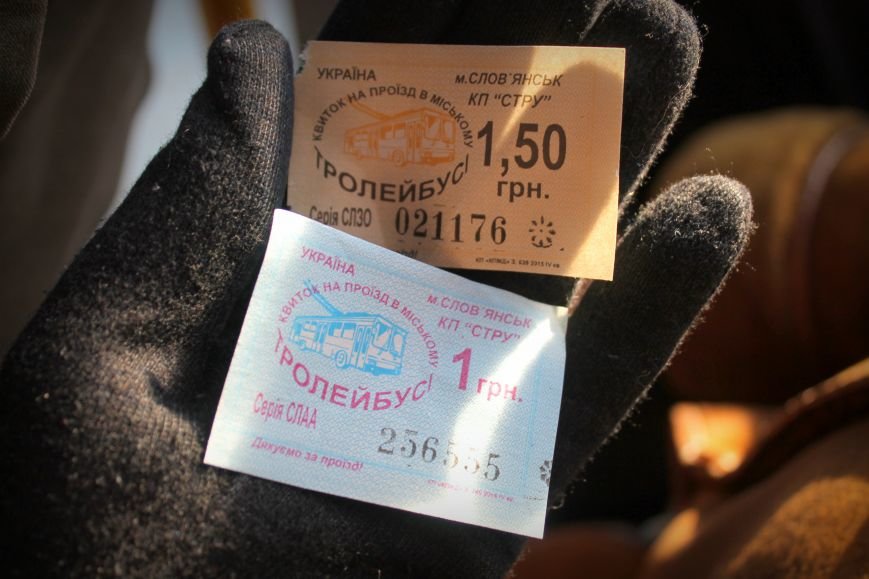 УКРАЇНА
м.СЛОВ´ЯНСЬК
КП "СТРУ"
КВИТОК НА ПРОЇЗД В МІСЬКОМУ
ТРОЛЕЙБУСІ
1,50
грн.
Серія СЛЗО
021176
УКРАЇНА
м.СЛОВ´ЯНСЬК
КП "СТРУ"
КВИТОК НА ПРОЇЗД В МІСЬКОМУ
ТРОЛЕЙБУСІ
1 грн.
Серія СЛАА
256555
Дякуємо за проїзд!